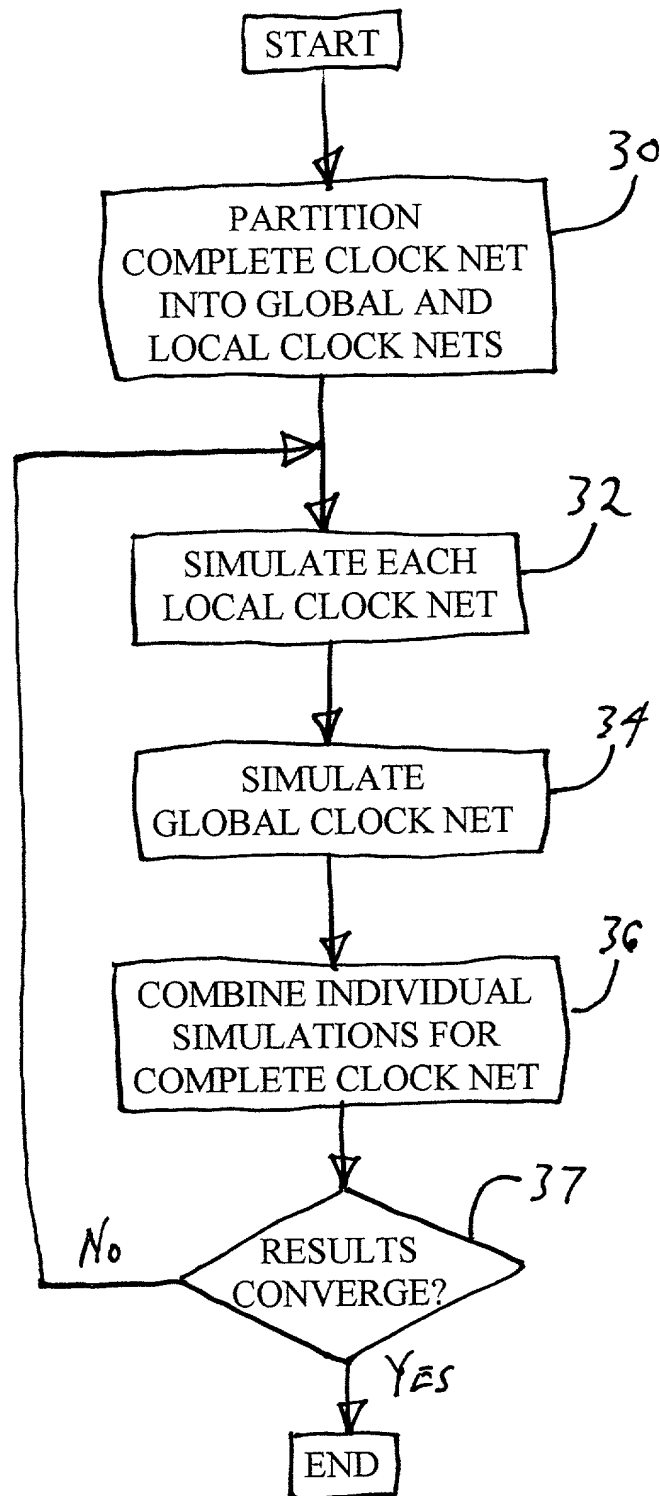 START
30
PARTITION
COMPLETE CLOCK NET
INTO GLOBAL AND
LOCAL CLOCK NETS
32
SIMULATE EACH
LOCAL CLOCK NET
34
SIMULATE
GLOBAL CLOCK NET
36
COMBINE INDIVIDUAL
SIMULATIONS FOR
COMPLETE CLOCK NET
37
RESULTS
CONVERGE?
No
YES
END